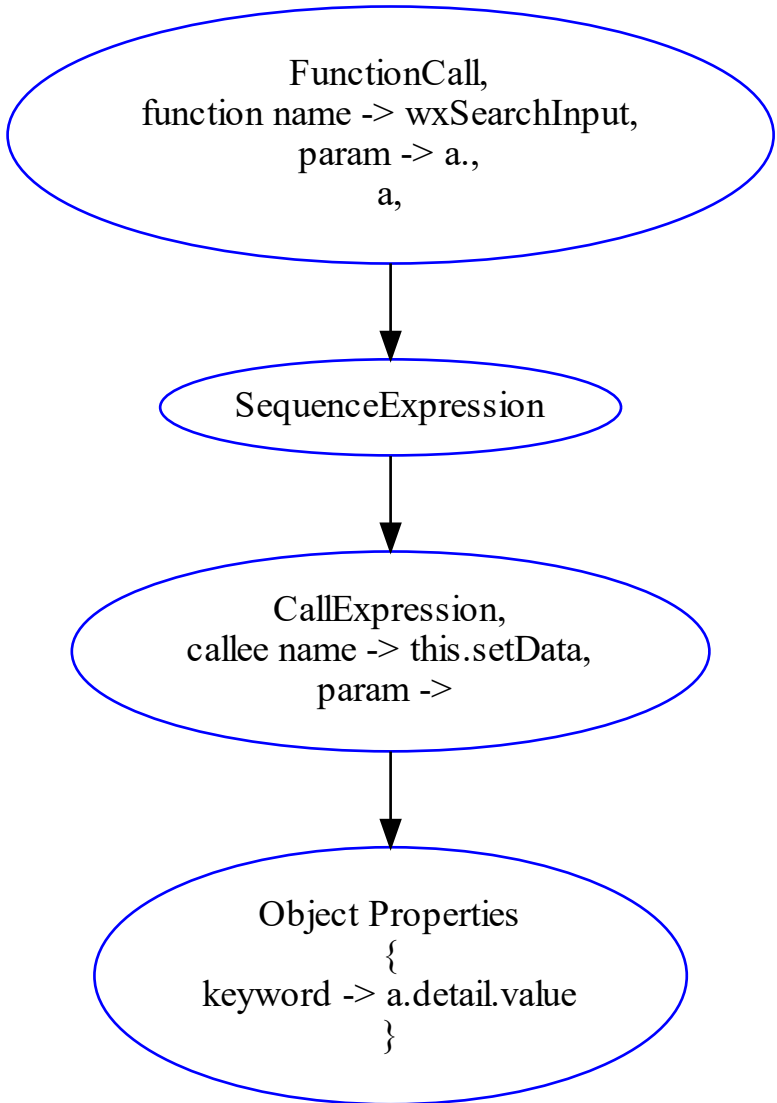 FunctionCall,
function name -> wxSearchInput,
param -> a.,
a,
SequenceExpression
CallExpression,
callee name -> this.setData,
param ->
Object Properties
{
keyword -> a.detail.value
}